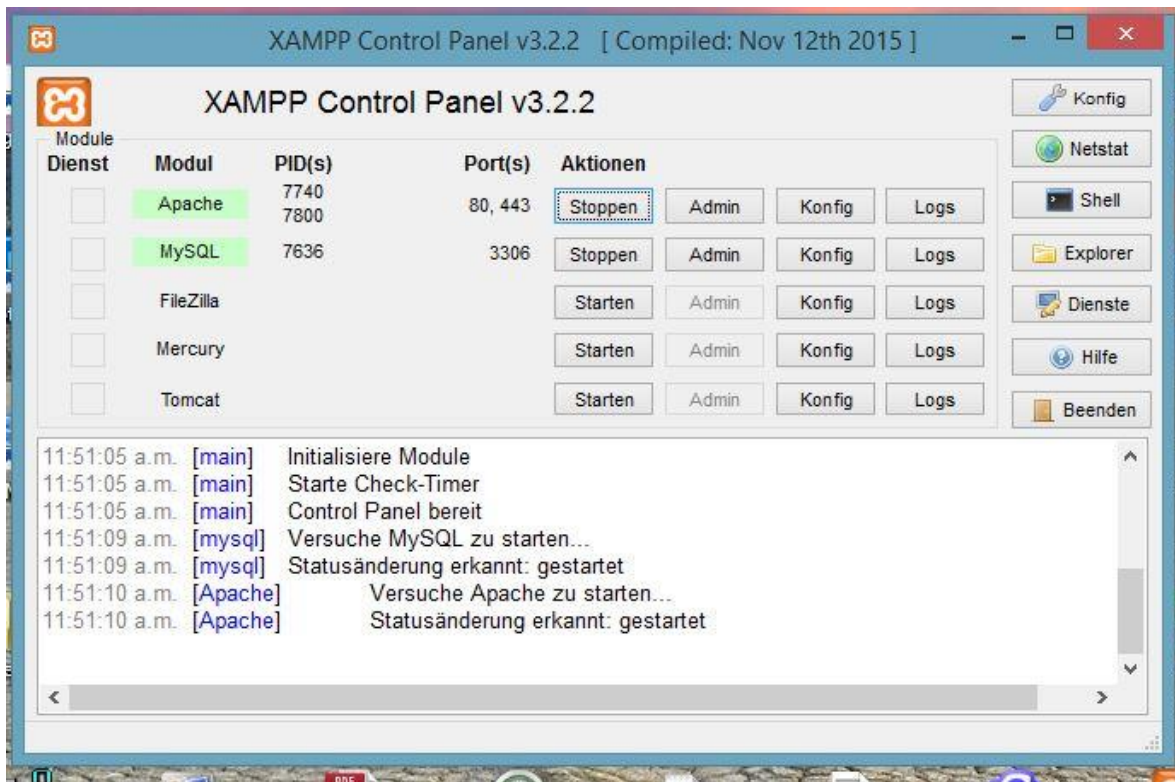 XAMPP Control Panel v3.2.2 [ Compiled: Nov 12th 2015 ]
XAMPP Control Panel v3.2.2
Konfig
Module
Netstat
Dienst Modul PID(s) Port(s) Aktionen
Apache 7740 7800 80, 443 Stoppen Admin Konfig Logs
Shell
MySQL 7636 3306 Stoppen Admin Konfig Logs
Explorer
FileZilla Starten Admin Konfig Logs
Dienste
Mercury Starten Admin Konfig Logs
Hilfe
Tomcat Starten Admin Konfig Logs
Beenden
11:51:05 a.m. [main] Initialisiere Module
11:51:05 a.m. [main] Starte Check-Timer
11:51:05 a.m. [main] Control Panel bereit
11:51:09 a.m. [mysql] Versuche MySQL zu starten...
11:51:09 a.m. [mysql] Statusänderung erkannt: gestartet
11:51:10 a.m. [Apache] Versuche Apache zu starten...
11:51:10 a.m. [Apache] Statusänderung erkannt: gestartet
PDF